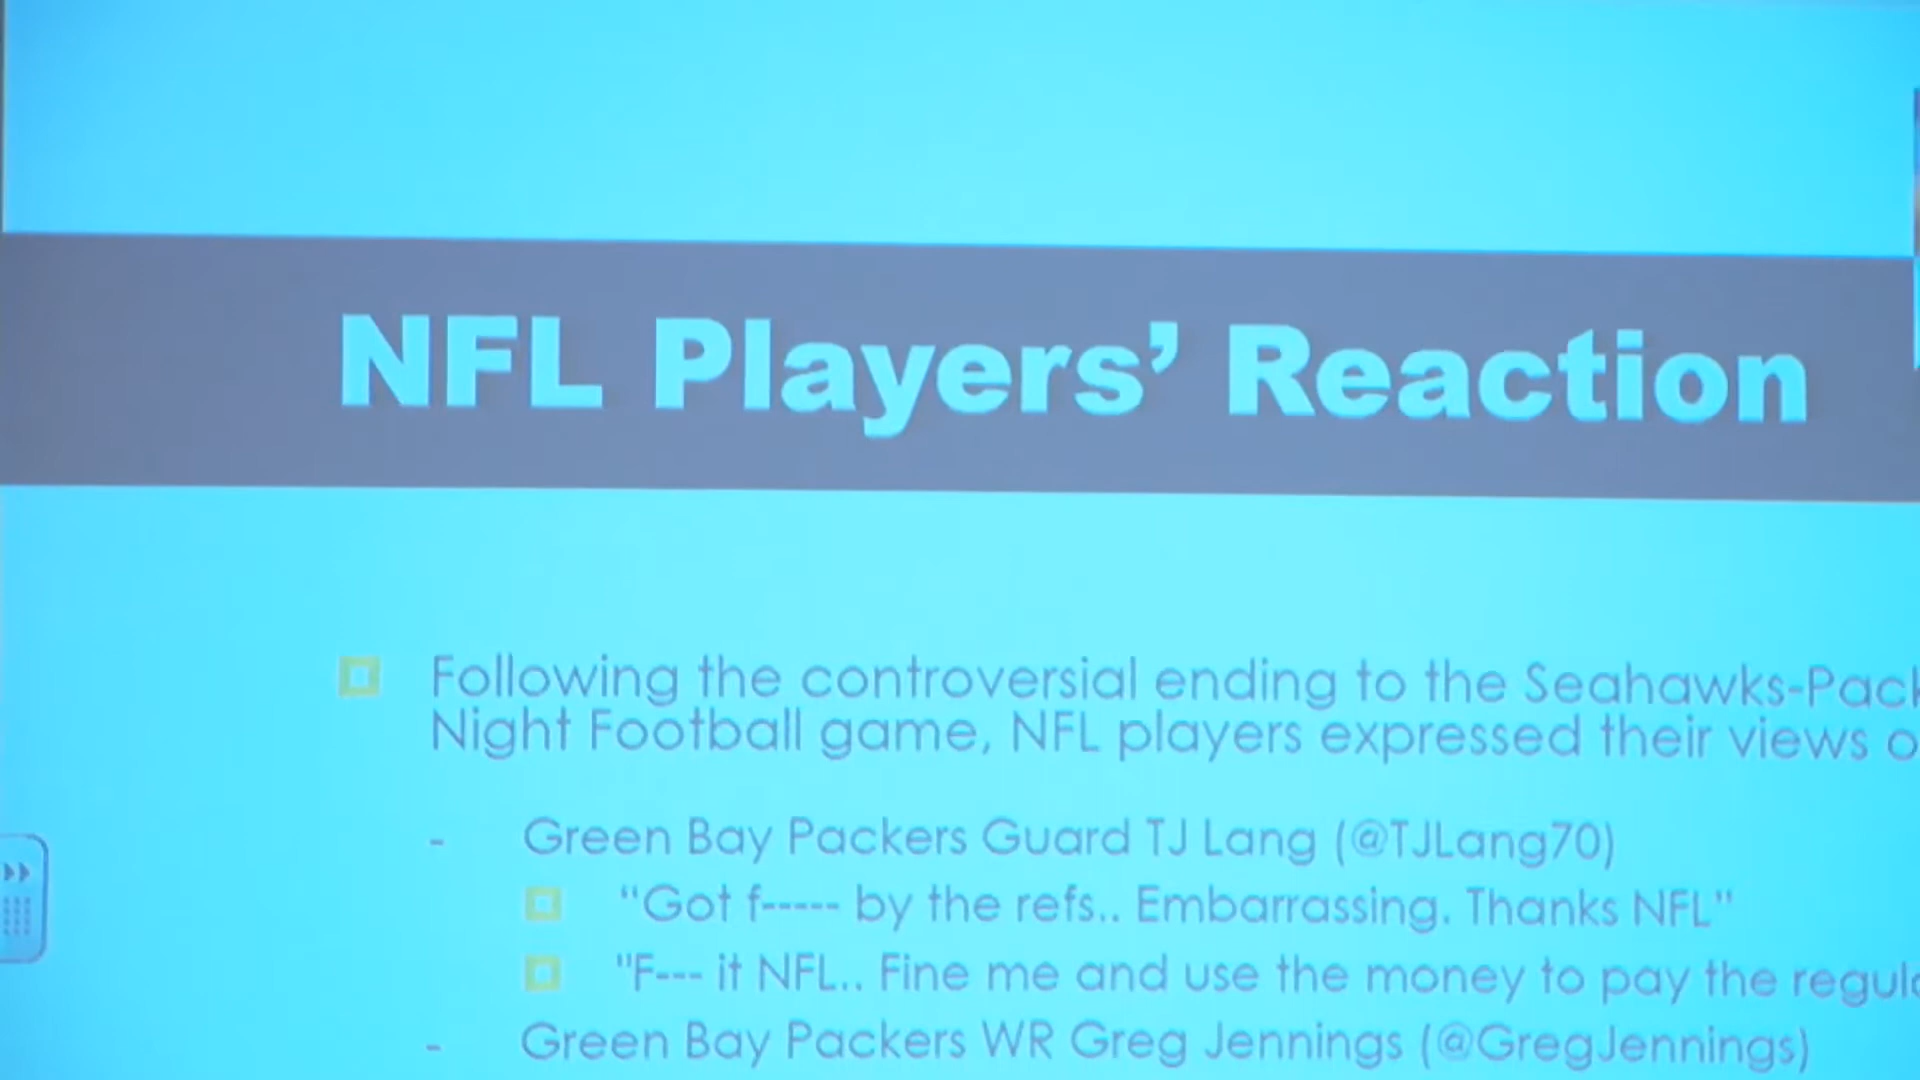 NFL Players’ Reaction
Following the controversial ending to the Seahawks-Pack
Night Football game, NFL players expressed their views o
- Green Bay Packers Guard TJ Lang (@TJLang70)
"Got f----- by the refs.. Embarrassing. Thanks NFL"
"F--- it NFL.. Fine me and use the money to pay the regula
- Green Bay Packers WR Greg Jennings (@GregJennings)